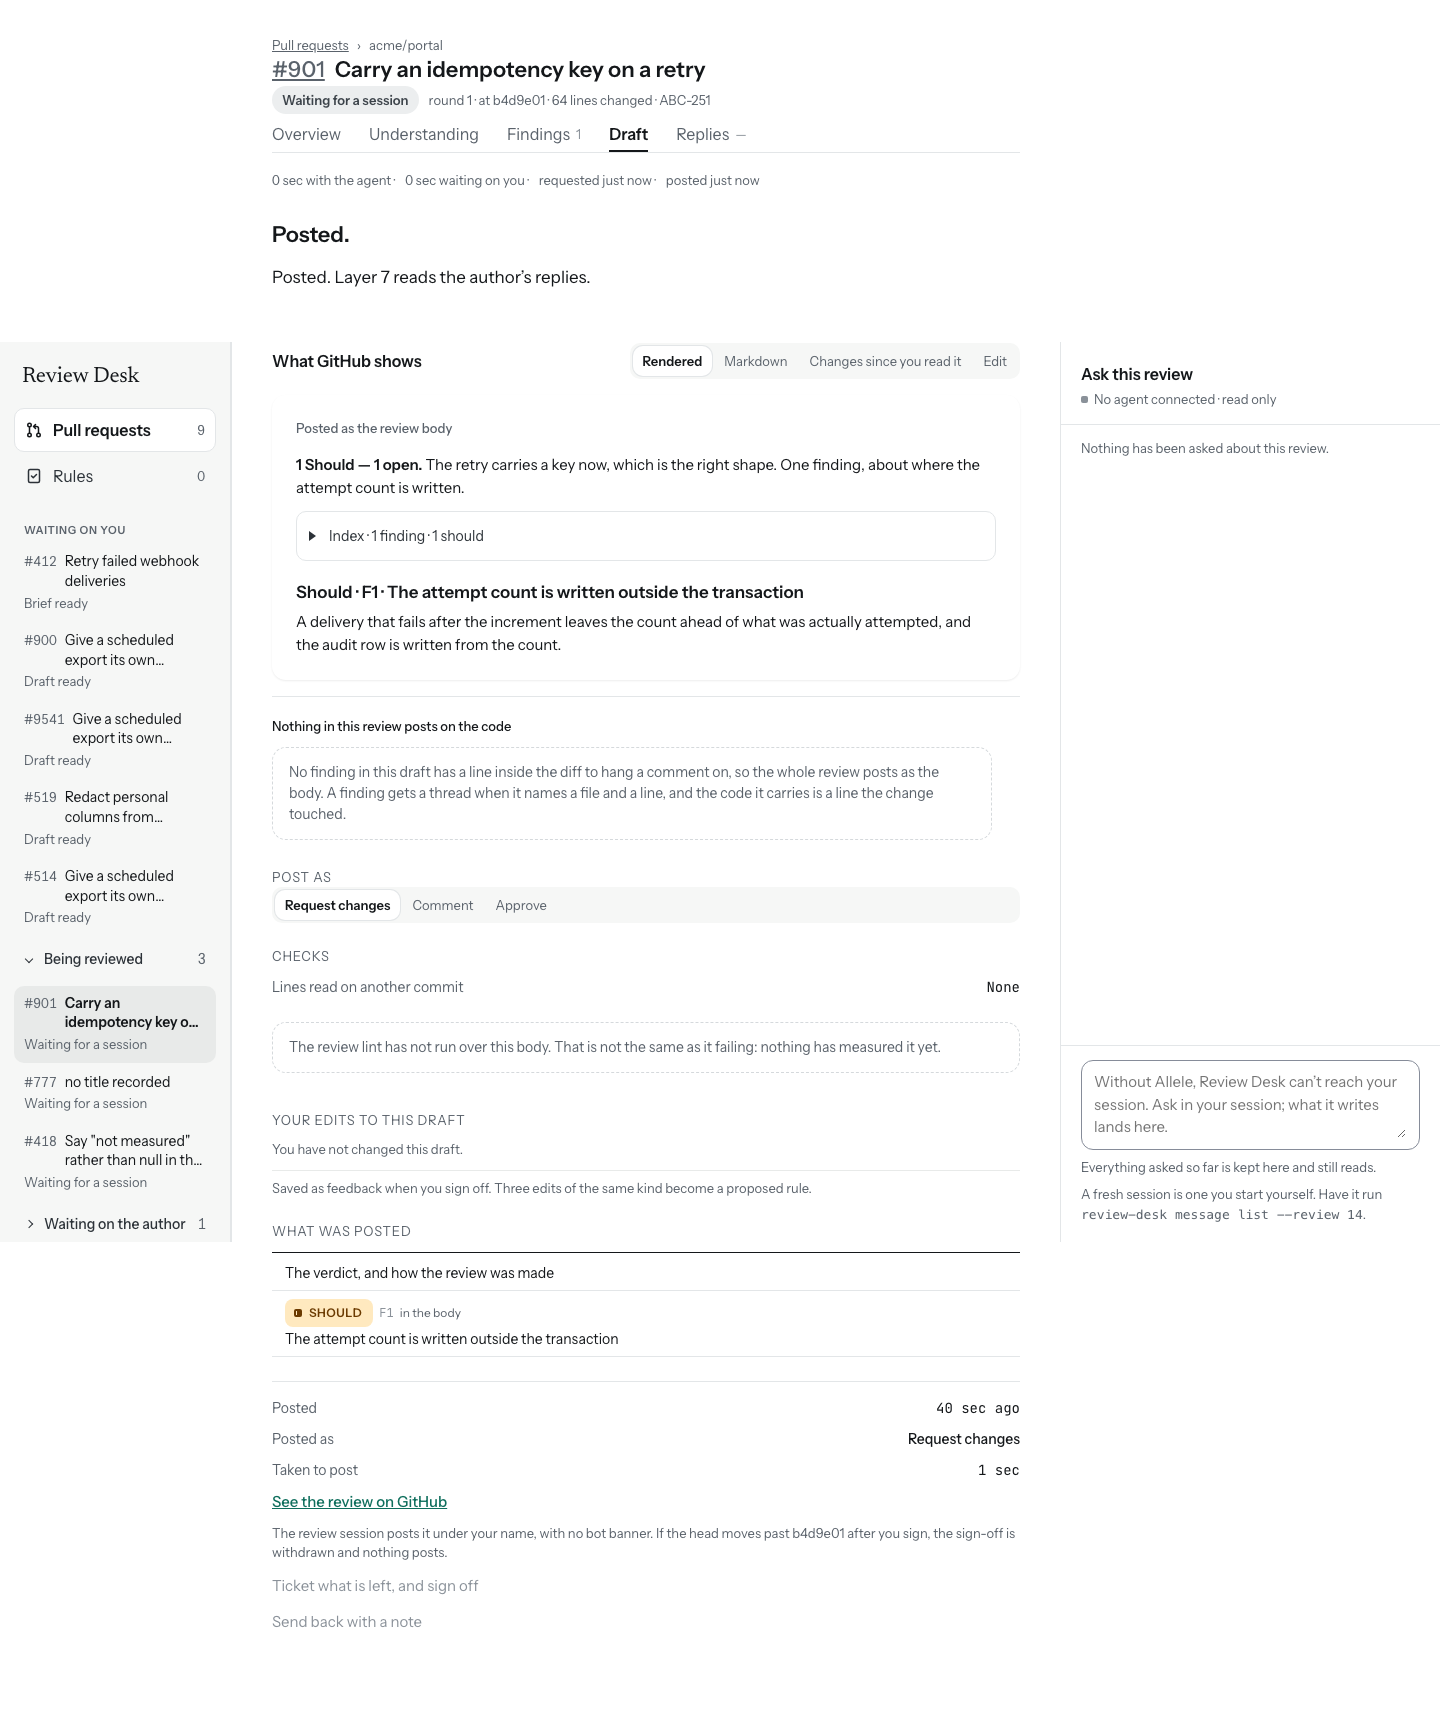 Pull requests › acme/portal
#901 Carry an idempotency key on a retry
Waiting for a session round 1 · at b4d9e01 · 64 lines changed · ABC-251
Overview Understanding Findings 1 Draft Replies —
0 sec with the agent · 0 sec waiting on you · requested just now · posted just now
Posted.
Posted. Layer 7 reads the author’s replies.
Review Desk
Pull requests 9
Rules 0
WAITING ON YOU
#412 Retry failed webhook
deliveries
Brief ready
#900 Give a scheduled
export its own…
Draft ready
#9541 Give a scheduled
export its own…
Draft ready
#519 Redact personal
columns from…
Draft ready
#514 Give a scheduled
export its own…
Draft ready
Being reviewed 3
#901 Carry an
idempotency key o…
Waiting for a session
#777 no title recorded
Waiting for a session
#418 Say "not measured"
rather than null in th…
Waiting for a session
Waiting on the author 1
What GitHub shows
Rendered Markdown Changes since you read it Edit
Posted as the review body
1 Should — 1 open. The retry carries a key now, which is the right shape. One finding, about where the
attempt count is written.
Index · 1 finding · 1 should
Should · F1 · The attempt count is written outside the transaction
A delivery that fails after the increment leaves the count ahead of what was actually attempted, and
the audit row is written from the count.
Nothing in this review posts on the code
No finding in this draft has a line inside the diff to hang a comment on, so the whole review posts as the
body. A finding gets a thread when it names a file and a line, and the code it carries is a line the change
touched.
POST AS
Request changes Comment Approve
CHECKS
Lines read on another commit None
The review lint has not run over this body. That is not the same as it failing: nothing has measured it yet.
YOUR EDITS TO THIS DRAFT
You have not changed this draft.
Saved as feedback when you sign off. Three edits of the same kind become a proposed rule.
WHAT WAS POSTED
The verdict, and how the review was made
SHOULD F1 in the body
The attempt count is written outside the transaction
Posted 40 sec ago
Posted as Request changes
Taken to post 1 sec
See the review on GitHub
The review session posts it under your name, with no bot banner. If the head moves past b4d9e01 after you sign, the sign-off is
withdrawn and nothing posts.
Ticket what is left, and sign off
Send back with a note
Ask this review
No agent connected · read only
Nothing has been asked about this review.
Without Allele, Review Desk can’t reach your
session. Ask in your session; what it writes
lands here.
Everything asked so far is kept here and still reads.
A fresh session is one you start yourself. Have it run
review-desk message list --review 14.